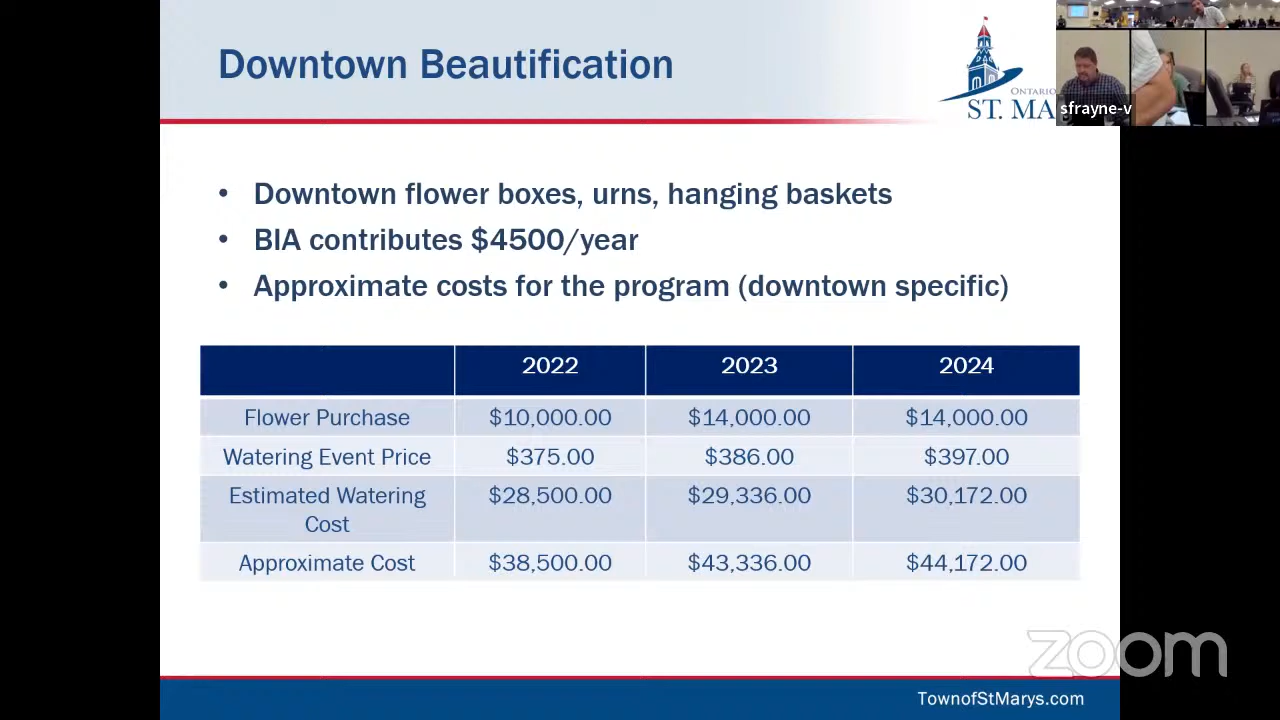 Downtown Beautification
ONTARIO
ST. MA
sfrayne-v
• Downtown flower boxes, urns, hanging baskets
• BIA contributes $4500/year
• Approximate costs for the program (downtown specific)
2022 2023 2024
Flower Purchase $10,000.00 $14,000.00 $14,000.00
Watering Event Price $375.00 $386.00 $397.00
Estimated Watering $28,500.00 $29,336.00 $30,172.00
Cost
Approximate Cost $38,500.00 $43,336.00 $44,172.00
zoom
TownofStMarys.com